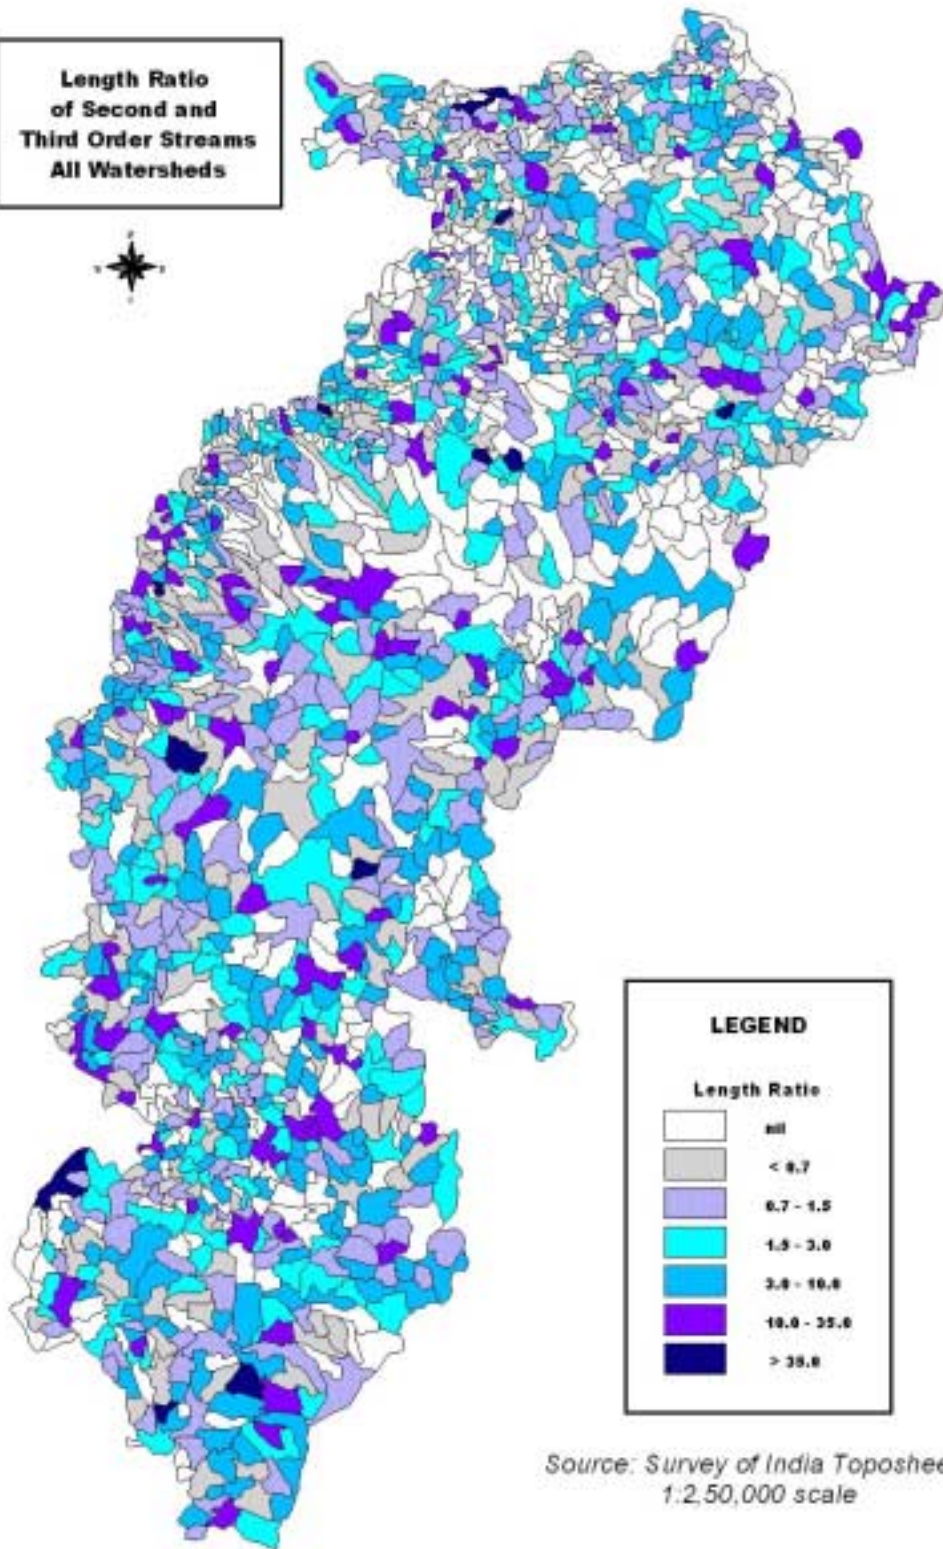 Length Ratio
of Second and
Third Order Streams
All Watersheds
LEGEND
Length Ratio
nil
< 0.7
0.7 - 1.5
1.5 - 3.0
3.0 - 10.0
10.0 - 35.0
> 35.0
Source: Survey of India Toposhee
1:2,50,000 scale